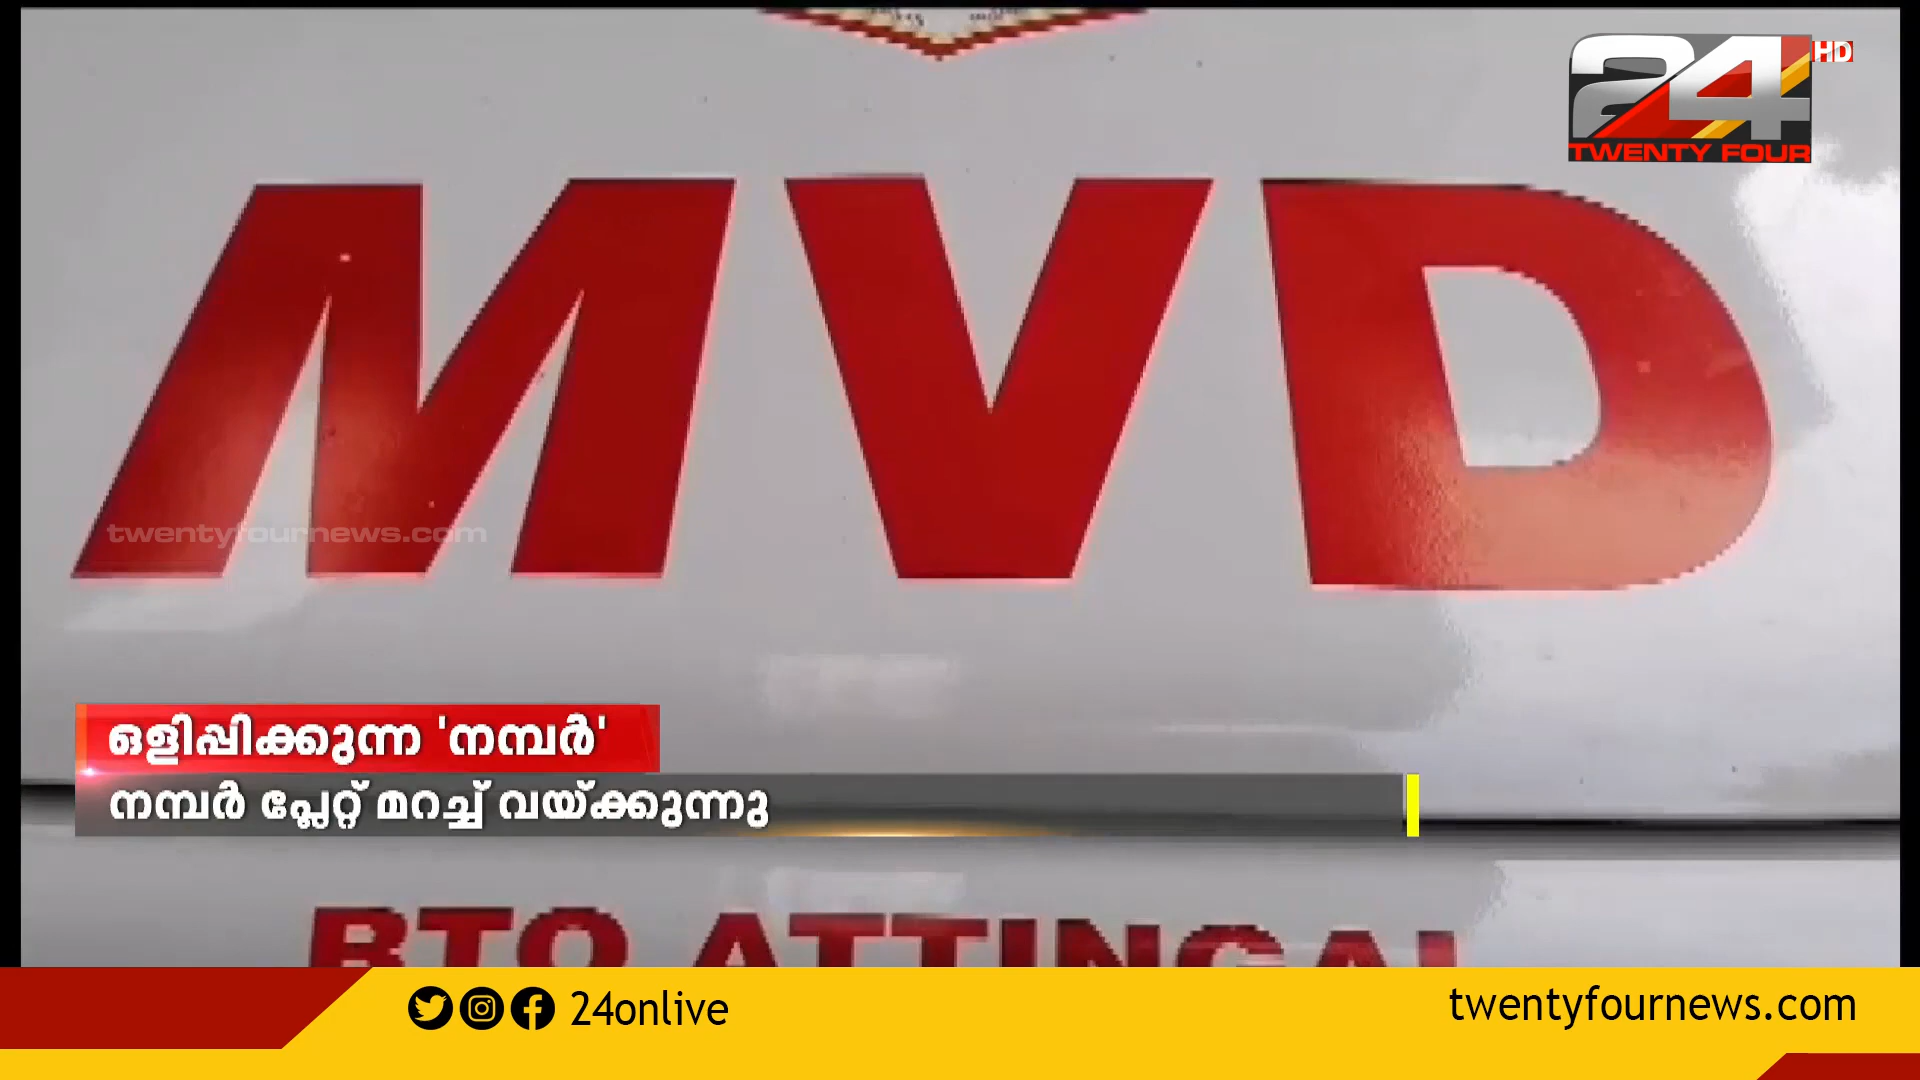 24 HD
TWENTY FOUR
MVD
twentyfournews.com
ഒളിപ്പിക്കുന്ന 'നമ്പർ'
നമ്പർ പ്ലേറ്റ് മറച്ച് വയ്ക്കുന്നു
RTO ATTINGAL
24onlive
twentyfournews.com